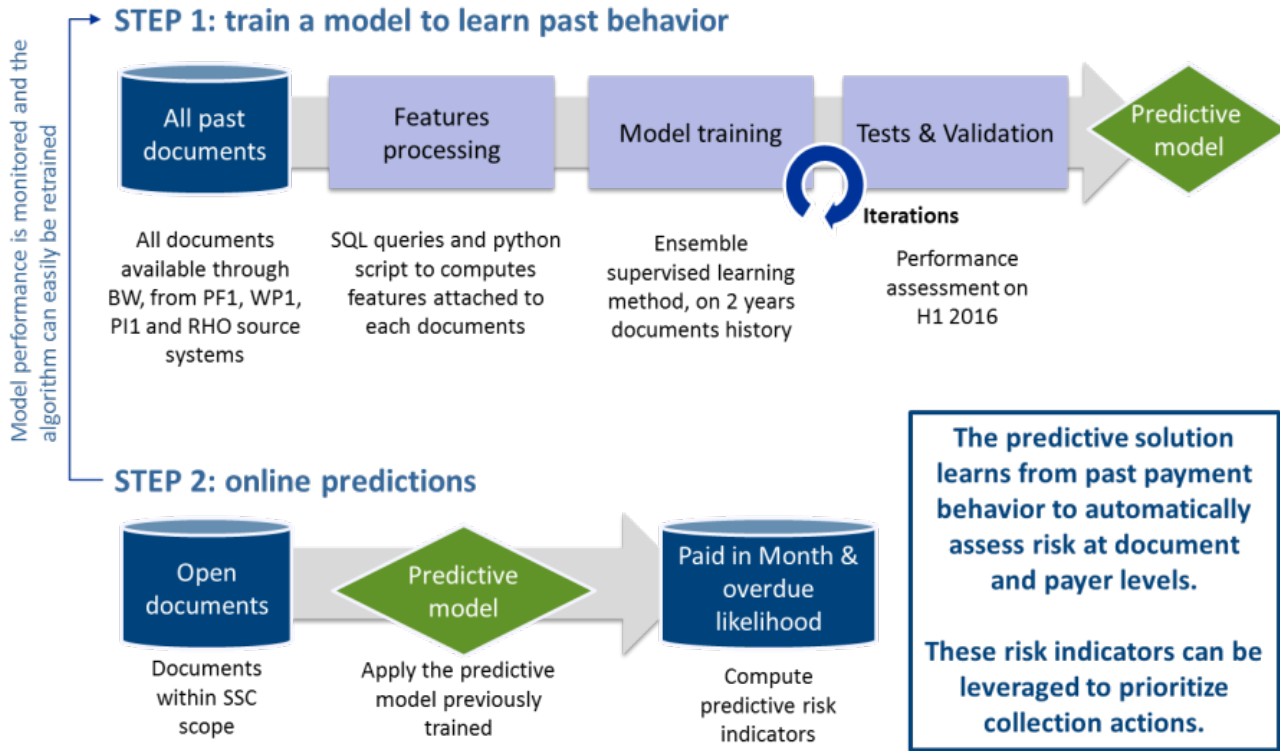 STEP 1: train a model to learn past behavior
Model performance is monitored and the
algorithm can easily be retrained
All past
documents
Features
processing
Model training
Tests & Validation
Predictive
model
Iterations
All documents
available through
BW, from PF1, WP1,
PI1 and RHO source
systems
SQL queries and python
script to computes
features attached to
each documents
Ensemble
supervised learning
method, on 2 years
documents history
Performance
assessment on
H1 2016
STEP 2: online predictions
Open
documents
Predictive
model
Paid in Month &
overdue
likelihood
Documents
within SSC
scope
Apply the predictive
model previously
trained
Compute
predictive risk
indicators
The predictive solution
learns from past payment
behavior to automatically
assess risk at document
and payer levels.
These risk indicators can be
leveraged to prioritize
collection actions.